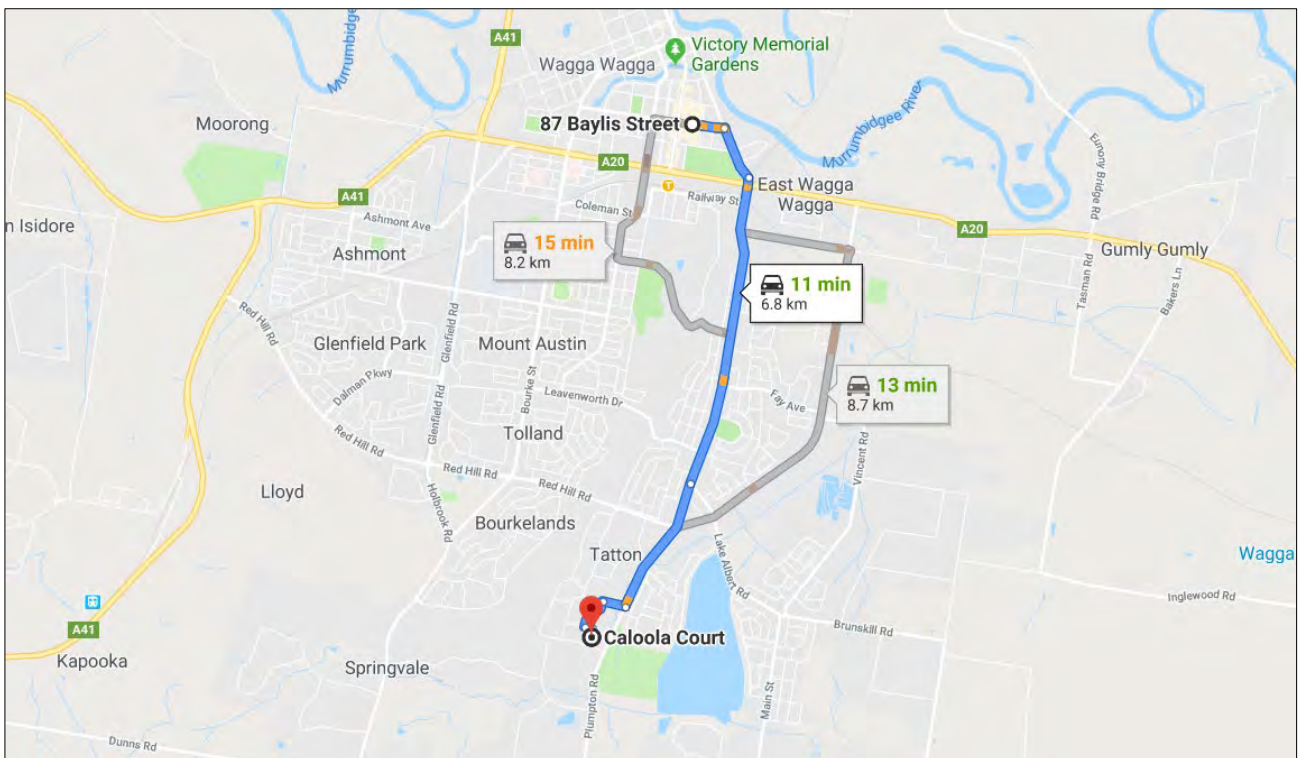 A41
Murrumbidgee River
Victory Memorial
Gardens
Wagga Wagga
Moorong
87 Baylis Street
Murrumbidgee River
Eunony Bridge Rd
A20
A41
East Wagga
Wagga
Railway St
Coleman St
Ashmont Ave
n Isidore
Ashmont
15 min
8.2 km
A20
Gumly Gumly
Tasman Rd
Bakers Ln
11 min
6.8 km
Red Hill Rd
Glenfield Park
Glenfield Rd
Mount Austin
Bourke St
Dalman Pkwy
Leavenworth Dr
Fay Ave
13 min
8.7 km
Tolland
Glenfield Rd
Red Hill Rd
Red Hill Rd
Red Hill Rd
Vincent Rd
Lloyd
Holbrook Rd
Bourkelands
Tatton
Lake Albert Rd
Wagga
Inglewood Rd
Brunskill Rd
A41
Kapooka
Caloola Court
Springvale
Plumpton Rd
Main St
Dunns Rd